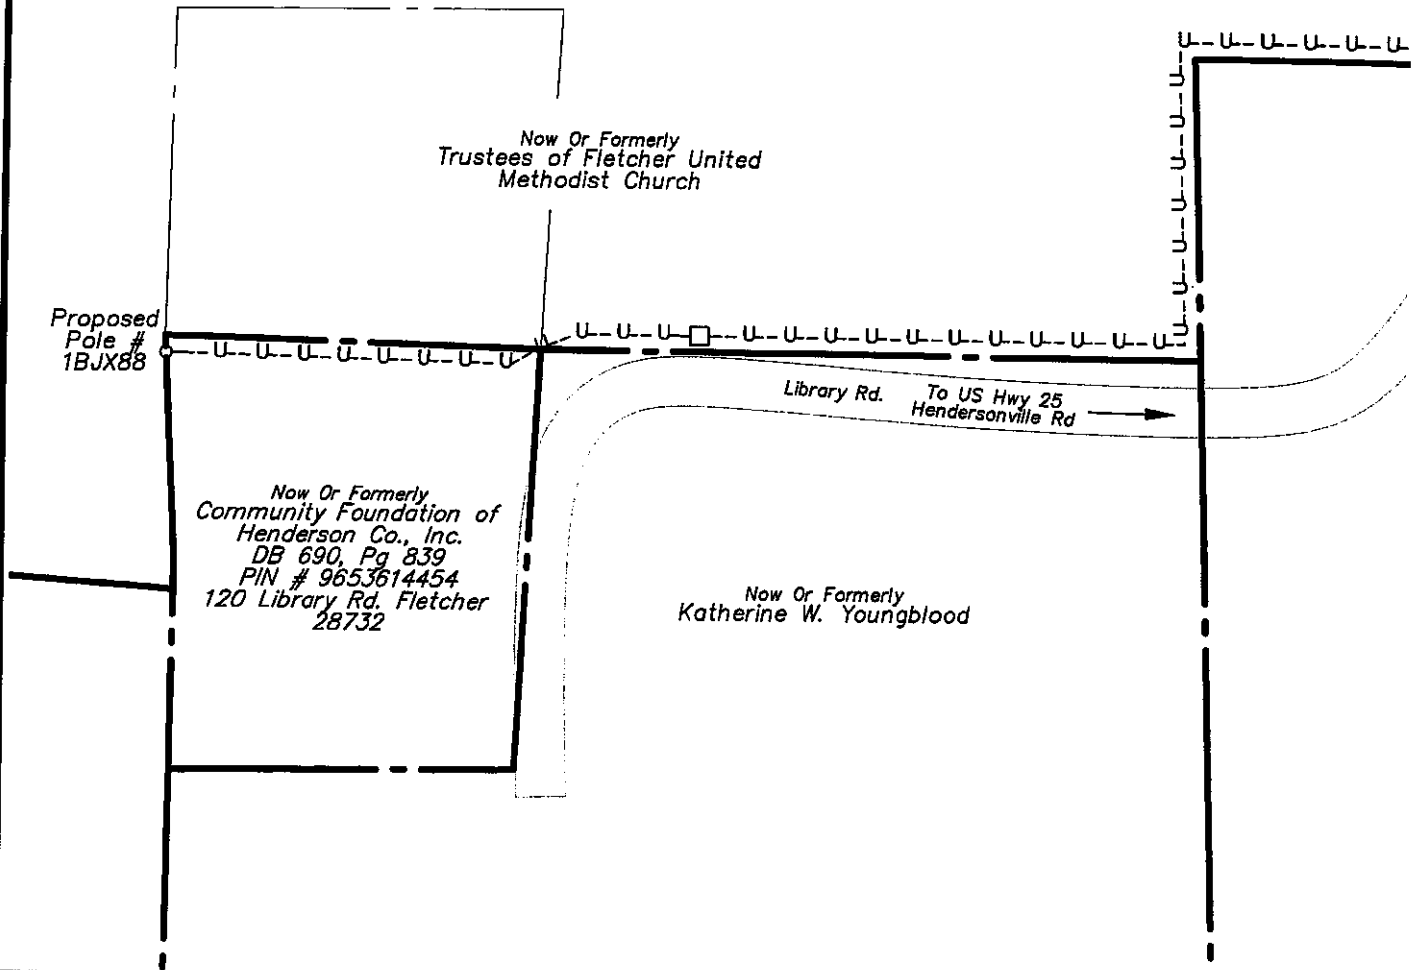 U--U--U--U--U--U
Now Or Formerly
Trustees of Fletcher United
Methodist Church
U
U
U
U
U
U
U
Proposed
Pole #
1BJX88
U--U--U--U--U--U--U--U
U--U--U
U--U--U--U--U--U--U--U--U--U--U
Library Rd.
To US Hwy 25
Hendersonville Rd
Now Or Formerly
Community Foundation of
Henderson Co., Inc.
DB 690, Pg 839
PIN # 9653614454
120 Library Rd. Fletcher
28732
Now Or Formerly
Katherine W. Youngblood